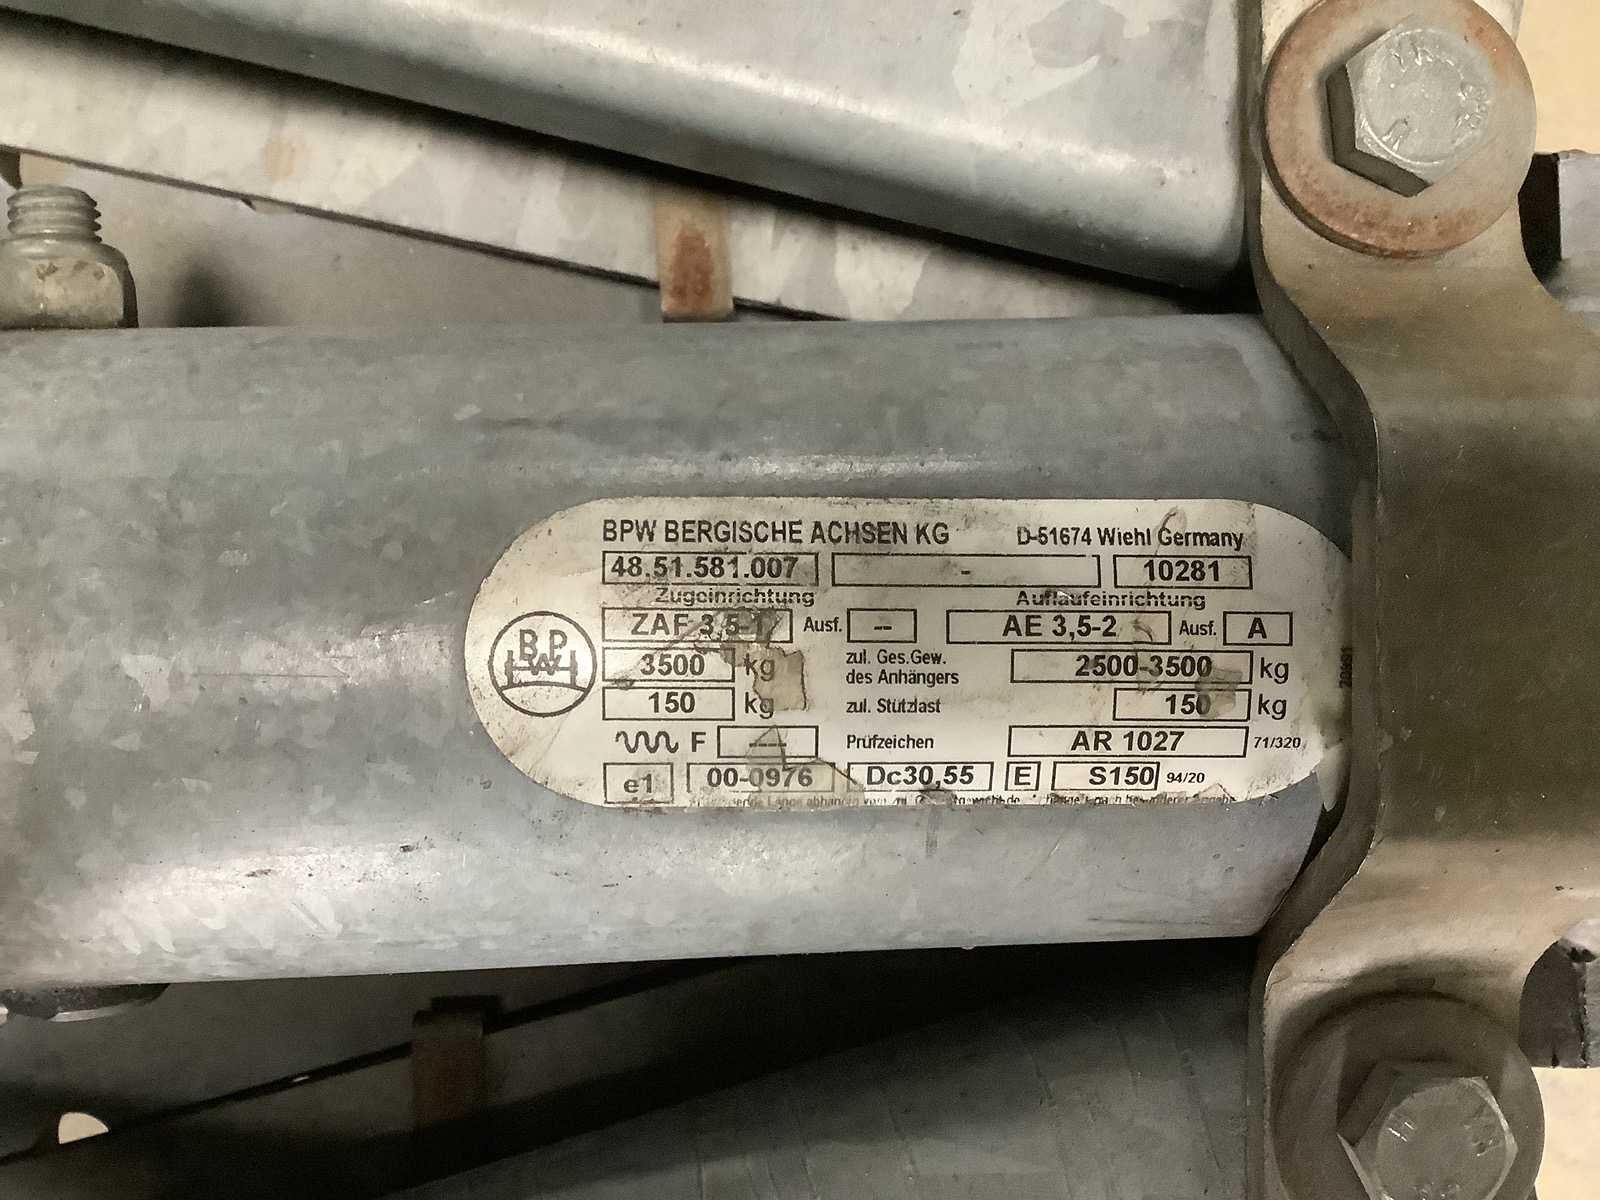 BPW BERGISCHE ACHSEN KG D-51674 Wiehl Germany
48.51.581.007 - 10281
Zugeinrichtung Auflaufeinrichtung
ZAF 3,5-1 Ausf. -- AE 3,5-2 Ausf. A
BPW
3500 kg zul. Ges.Gew. des Anhängers 2500-3500 kg
150 kg zul. Stützlast 150 kg
F ---- Prüfzeichen AR 1027 71/320
e1 00-0976 Dc30,55 E S150 94/20